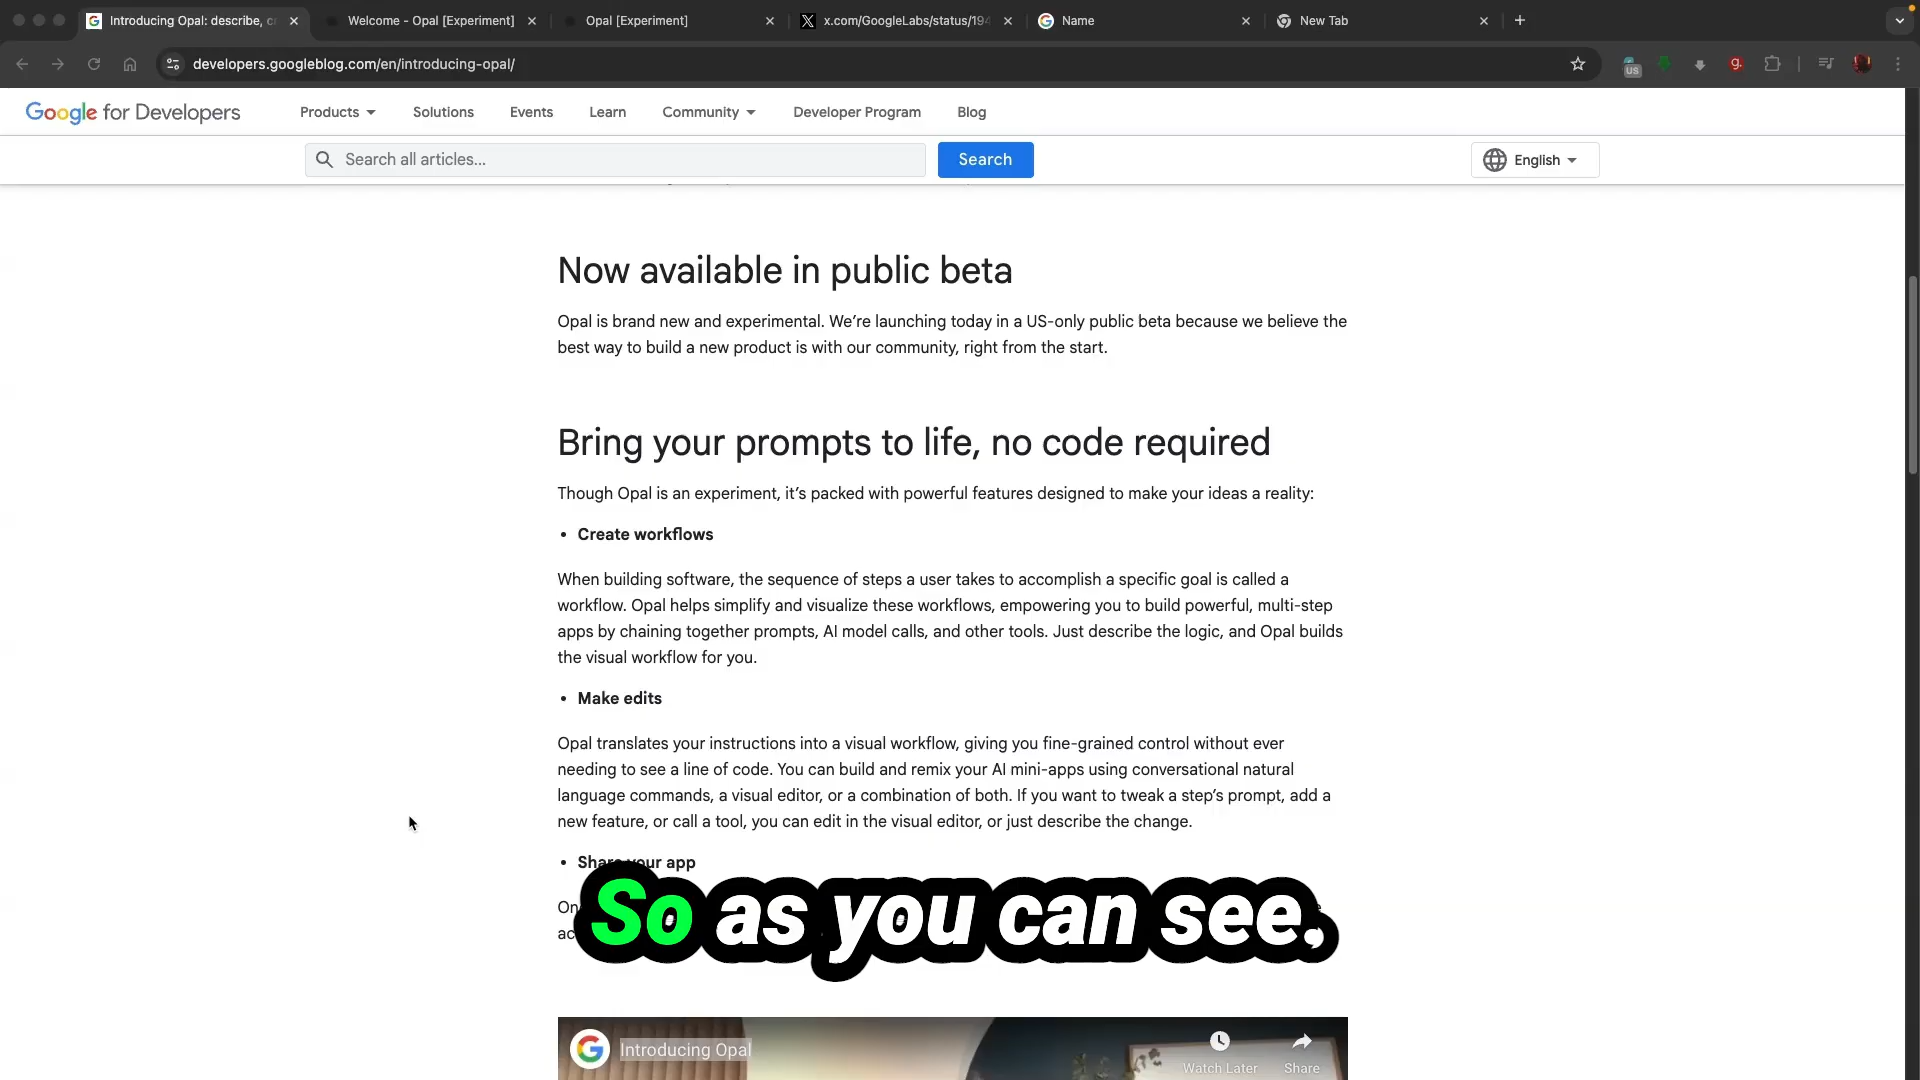 Introducing Opal: describe, c
Welcome - Opal [Experiment]
Opal [Experiment]
x.com/GoogleLabs/status/194
Name
New Tab
developers.googleblog.com/en/introducing-opal/
US
g.
Google for Developers
Products
Solutions
Events
Learn
Community
Developer Program
Blog
Search all articles...
Search
English
Now available in public beta
Opal is brand new and experimental. We’re launching today in a US-only public beta because we believe the
best way to build a new product is with our community, right from the start.
Bring your prompts to life, no code required
Though Opal is an experiment, it’s packed with powerful features designed to make your ideas a reality:
• Create workflows
When building software, the sequence of steps a user takes to accomplish a specific goal is called a
workflow. Opal helps simplify and visualize these workflows, empowering you to build powerful, multi-step
apps by chaining together prompts, AI model calls, and other tools. Just describe the logic, and Opal builds
the visual workflow for you.
• Make edits
Opal translates your instructions into a visual workflow, giving you fine-grained control without ever
needing to see a line of code. You can build and remix your AI mini-apps using conversational natural
language commands, a visual editor, or a combination of both. If you want to tweak a step’s prompt, add a
new feature, or call a tool, you can edit in the visual editor, or just describe the change.
• Share your app
So as you can see,
Introducing Opal
Watch Later
Share